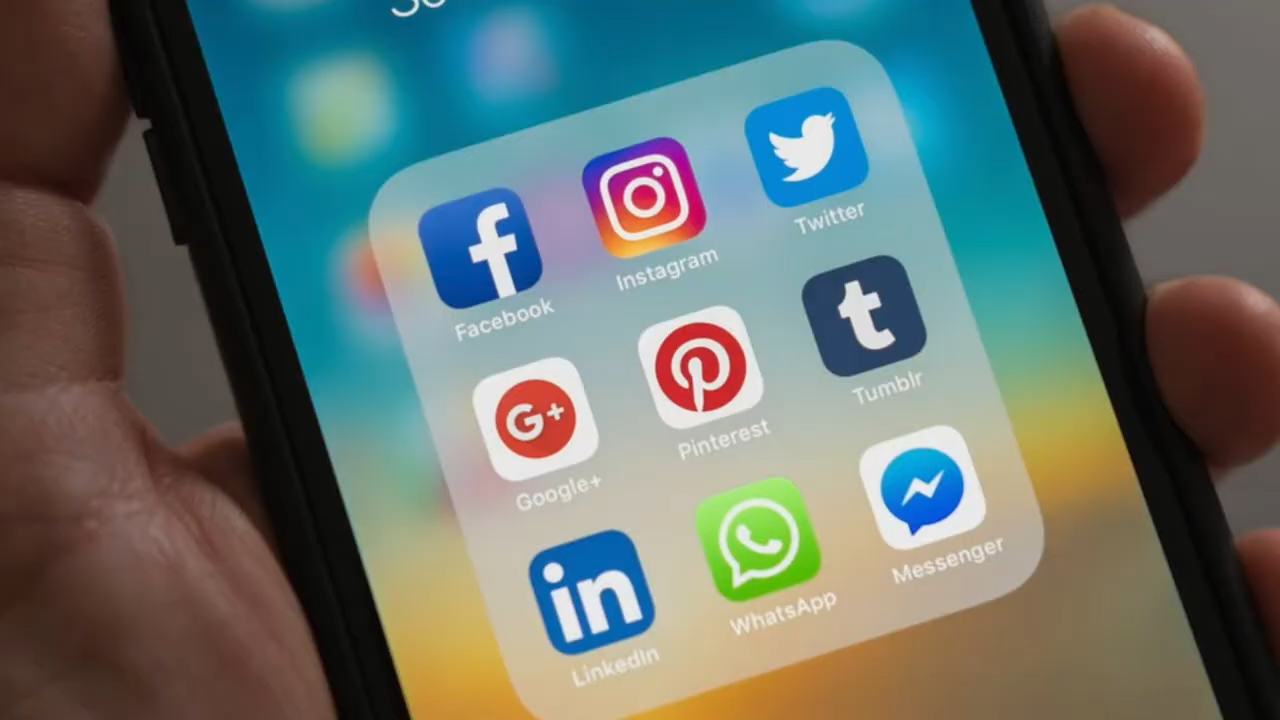 Facebook
Instagram
Twitter
Google+
Pinterest
Tumblr
LinkedIn
WhatsApp
Messenger